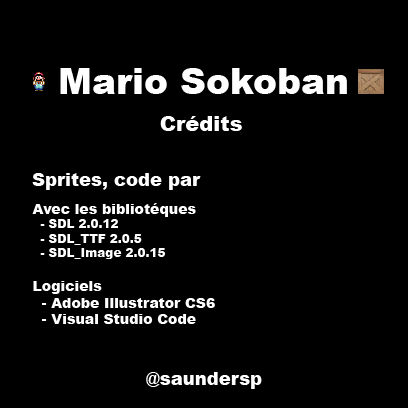 Mario Sokoban
Crédits
Sprites, code par
Avec les bibliotéques
- SDL 2.0.12
- SDL_TTF 2.0.5
- SDL_Image 2.0.15
Logiciels
- Adobe Illustrator CS6
- Visual Studio Code
@saundersp